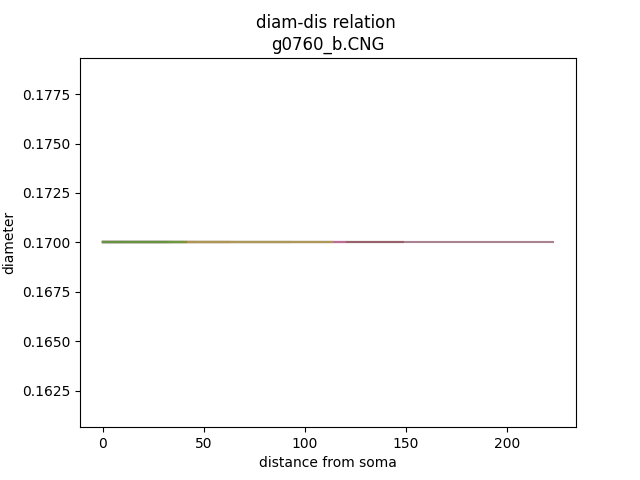 diam-dis relation
g0760_b.CNG
0.1775
0.1750
0.1725
0.1700
0.1675
0.1650
0.1625
diameter
0 50 100 150 200
distance from soma